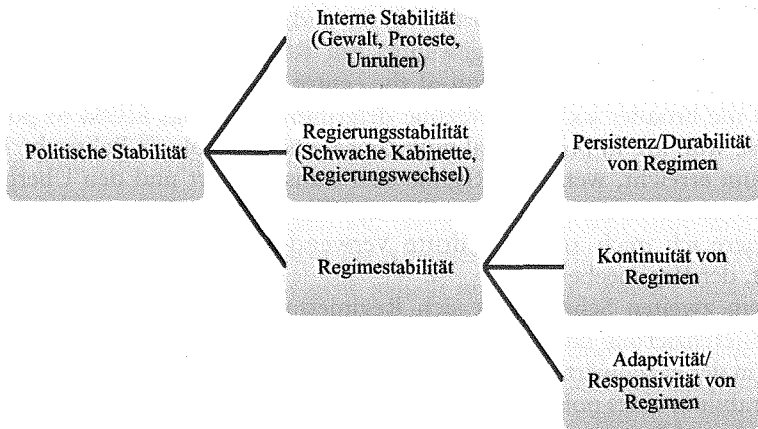 Interne Stabilität
(Gewalt, Proteste,
Unruhen)
Politische Stabilität
Regierungsstabilität
(Schwache Kabinette,
Regierungswechsel)
Regimestabilität
Persistenz/Durabilität
von Regimen
Kontinuität von
Regimen
Adaptivität/
Responsivität von
Regimen